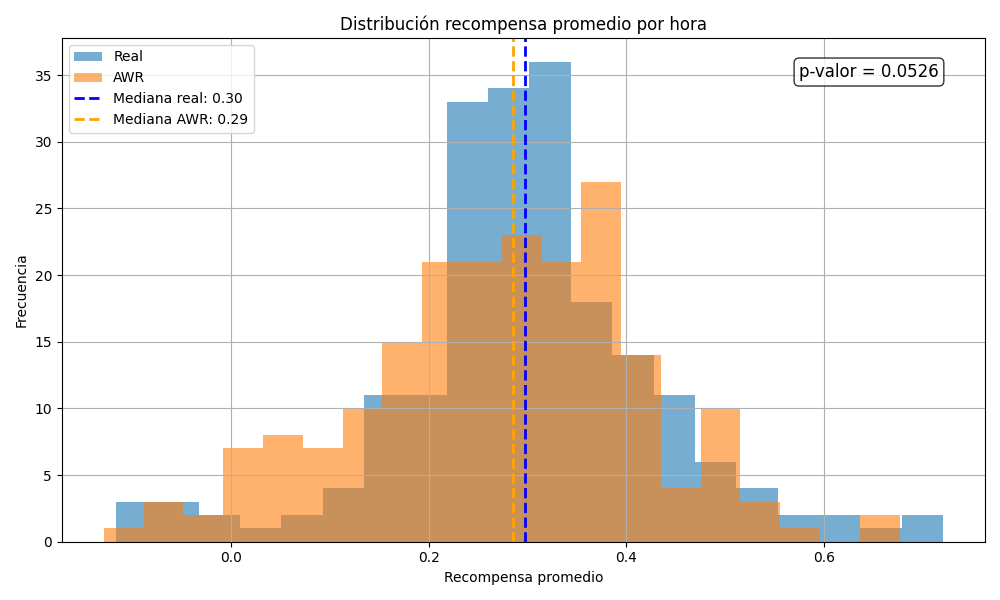 Distribución recompensa promedio por hora
Real
AWR
Mediana real: 0.30
Mediana AWR: 0.29
p-valor = 0.0526
Frecuencia
35
30
25
20
15
10
5
0
0.0 0.2 0.4 0.6
Recompensa promedio